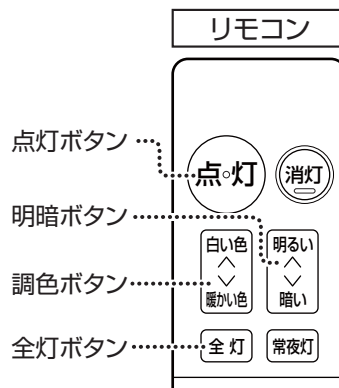 リモコン
点灯ボタン
点灯
消灯
明暗ボタン
白い色
明るい
調色ボタン
暖かい色
暗い
全灯ボタン
全灯
常夜灯